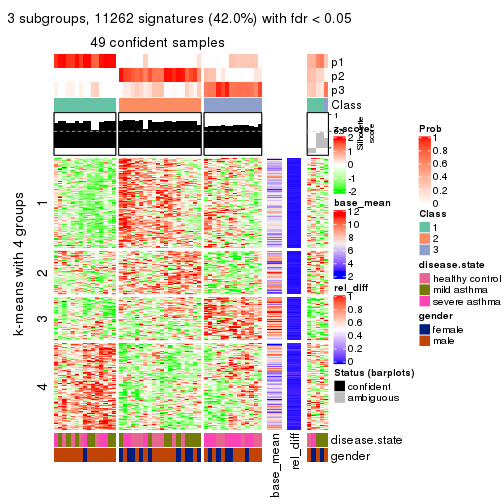 3 subgroups, 11262 signatures (42.0%) with fdr < 0.05
49 confident samples
p1
p2
p3
Class
1
Silhouette
score
k-means with 4 groups
1
2
3
4
z-score
2
1
0
-1
-2
base_mean
12
10
8
6
4
2
rel_diff
1
0.8
0.6
0.4
0.2
0
Status (barplots)
confident
ambiguous
Prob
1
0.8
0.6
0.4
0.2
0
Class
1
2
3
disease.state
healthy control
mild asthma
severe asthma
gender
female
male
disease.state
gender
base_mean
rel_diff